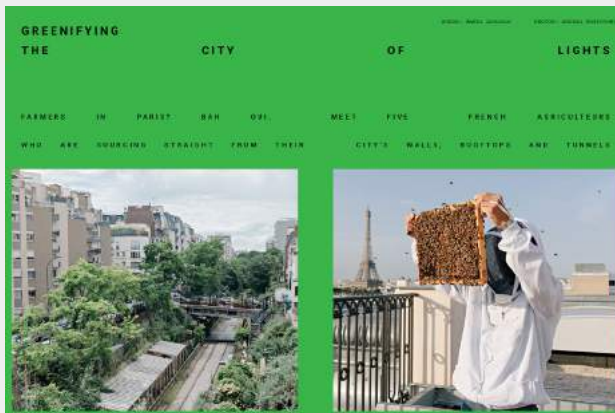 GREENIFYING
THE CITY OF LIGHTS
FARMERS IN PARIS? BAH OUI. MEET FIVE FRENCH AGRICULTEURS
WHO ARE SOURCING STRAIGHT FROM THEIR CITY'S WALLS, ROOFTOPS AND TUNNELS